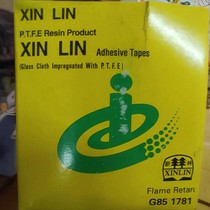 XIN LIN
P.T.F.E Resin Product
XIN LIN Adhesive Tapes
(Glass Cloth Impregnated With P.T.F.E)
XINLIN
Flame Retar
G85 1781